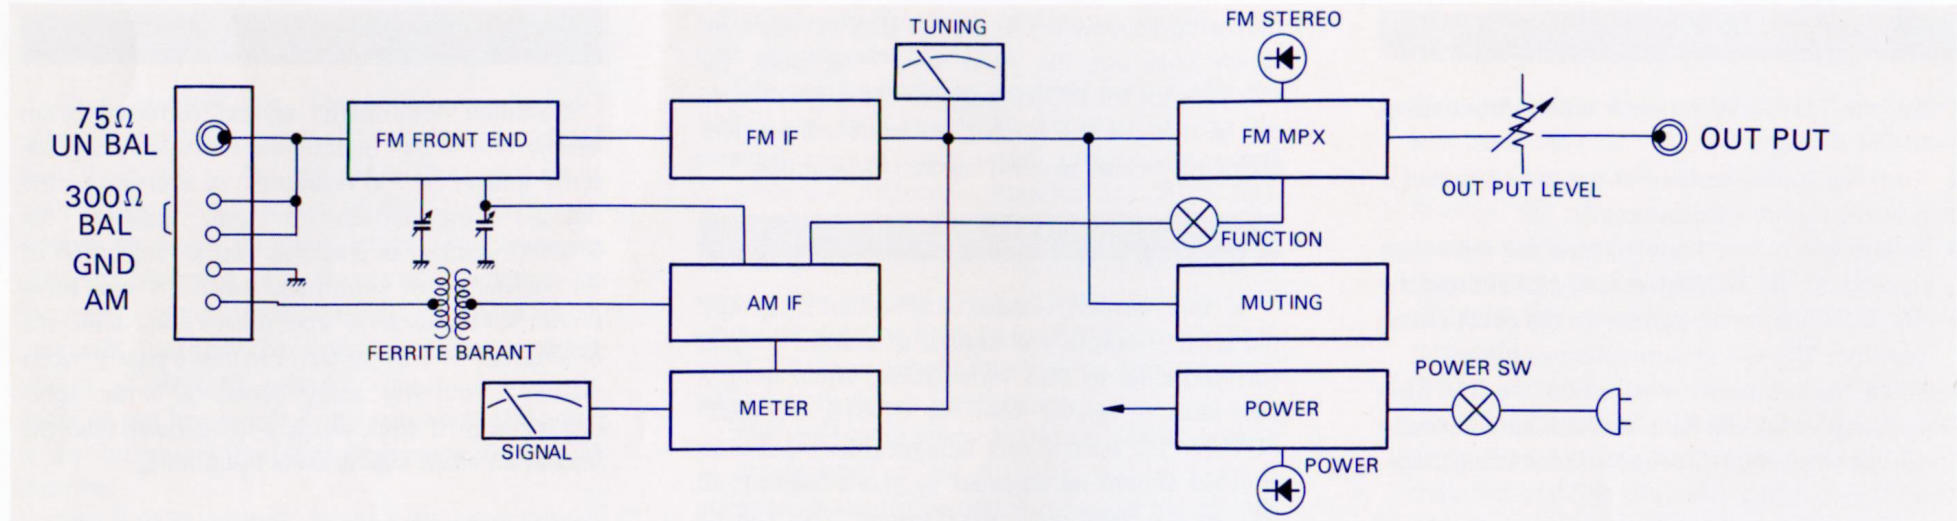 TUNING
FM STEREO
75Ω
UN BAL
FM FRONT END
FM IF
FM MPX
OUT PUT
300Ω
BAL
OUT PUT LEVEL
FUNCTION
GND
AM
AM IF
MUTING
FERRITE BARANT
POWER SW
METER
POWER
SIGNAL
POWER